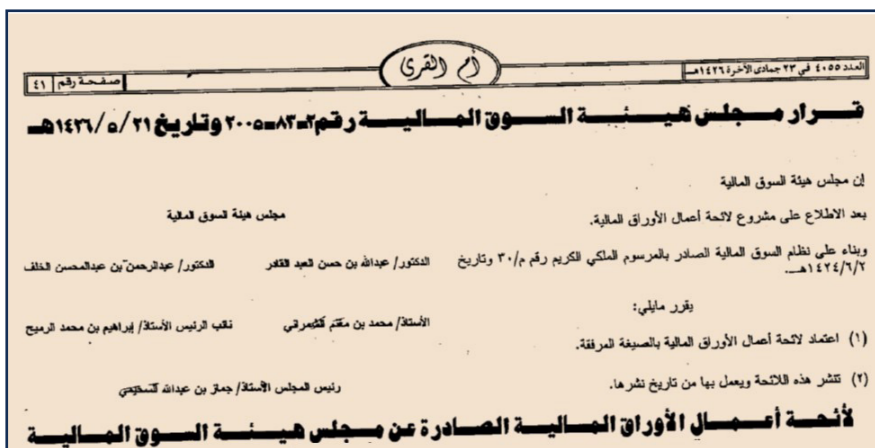 العدد ٤٠٥٥ في ٢٣ جمادى الآخرة ١٤٢٦هـ
أم القرى
صفحة رقم ٤١
قرار مجلس هيئة السوق المالية رقم ٢ـ٨٣ـ٢٠٠٥ وتاريخ ٢١/٥/١٤٢٦هـ
إن مجلس هيئة السوق المالية
بعد الاطلاع على مشروع لائحة أعمال الأوراق المالية.
وبناء على نظام السوق المالية الصادر بالمرسوم الملكي الكريم رقم م/٣٠ وتاريخ
١٤٢٤/٦/٢هـ.
يقرر مايلي:
(١) اعتماد لائحة أعمال الأوراق المالية بالصيغة المرفقة.
(٢) تنشر هذه اللائحة ويعمل بها من تاريخ نشرها.
مجلس هيئة السوق المالية
الدكتور/ عبدالله بن حسن العبد القادر
الدكتور/ عبدالرحمن بن عبدالمحسن الخلف
الأستاذ/ محمد بن
نائب الرئيس الأستاذ/ إبراهيم بن محمد الرميح
رئيس المجلس الأستاذ/ جماز بن عبدالله السحيمي
لائحة أعمال الأوراق المالية الصادرة عن مجلس هيئة السوق المالية